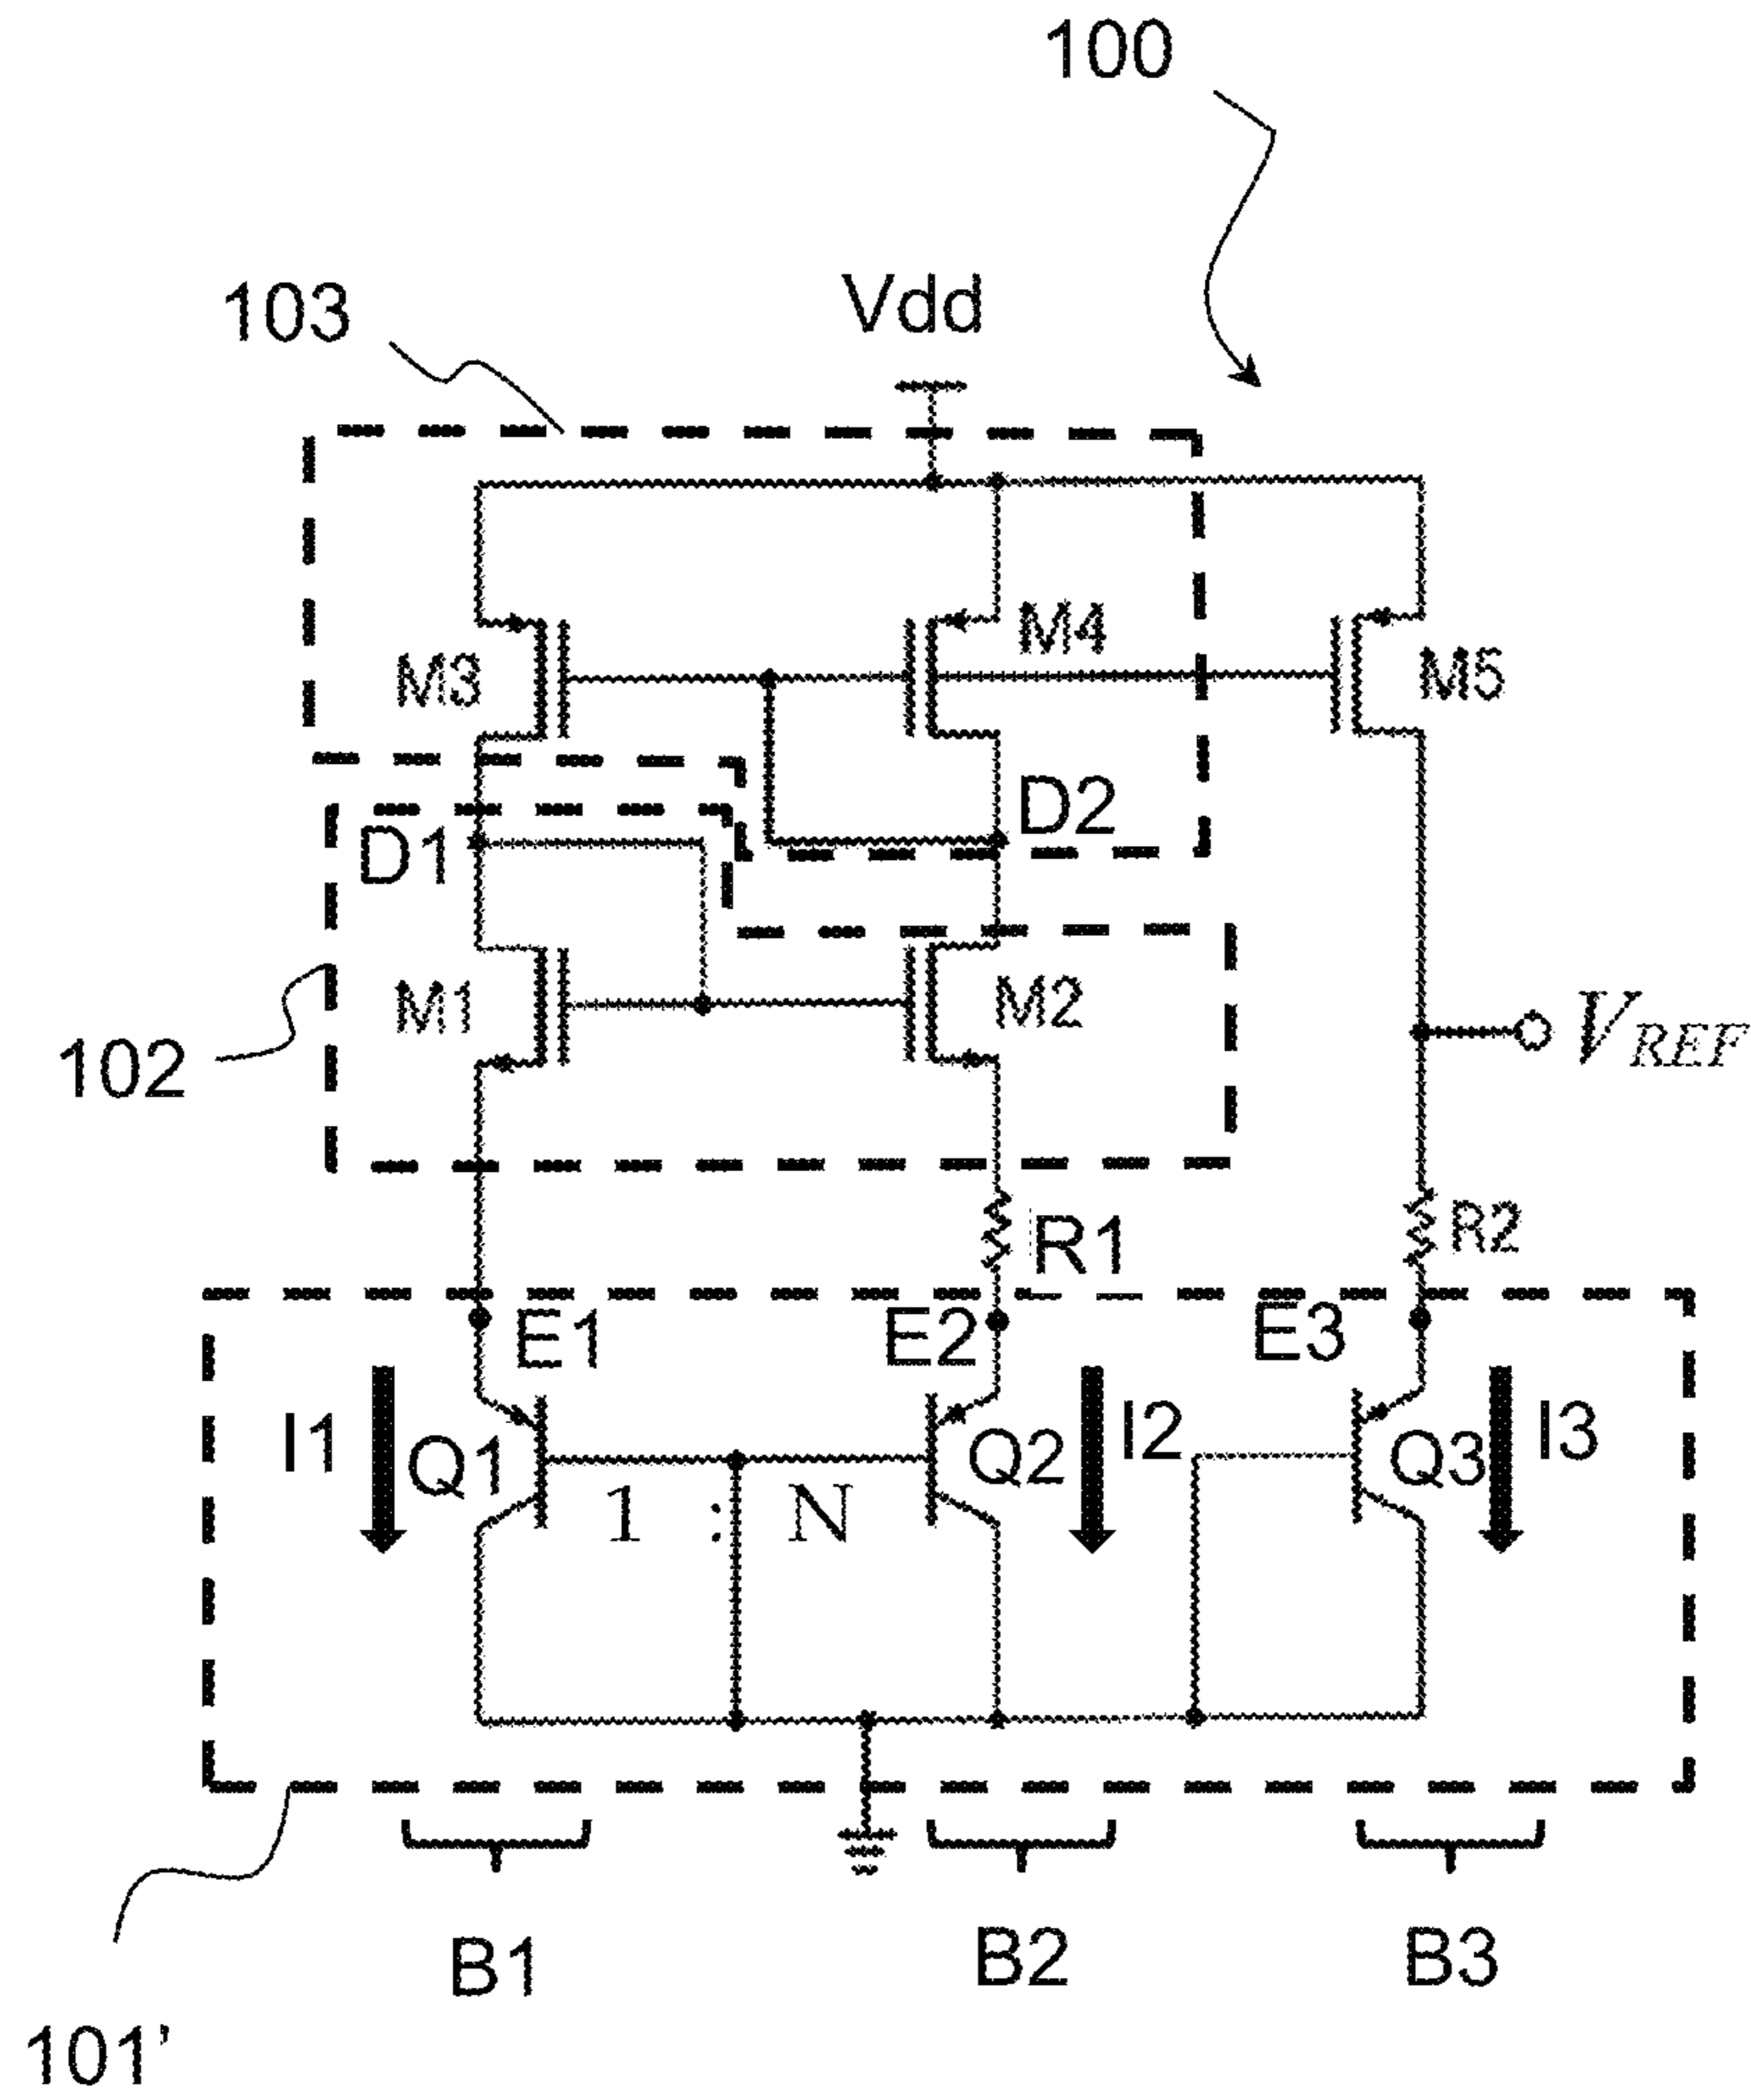 100
103
Vdd
M3
M4
M5
D1
D2
M1
M2
102
VREF
R1
R2
E1
E2
E3
I1
Q1
1 : N
Q2
I2
Q3
I3
B1
B2
B3
101’